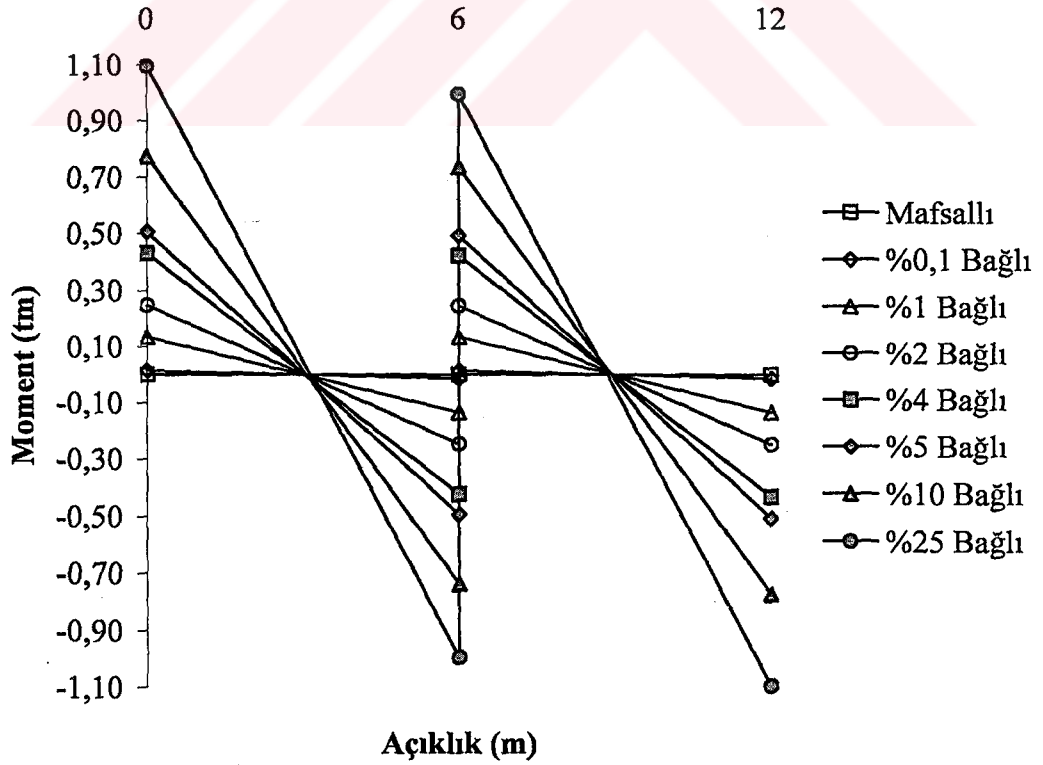 0 6 12
1,10
0,90
0,70
0,50
0,30
0,10
-0,10
-0,30
-0,50
-0,70
-0,90
-1,10
Moment (tm)
Açıklık (m)
Mafsallı
%0,1 Bağlı
%1 Bağlı
%2 Bağlı
%4 Bağlı
%5 Bağlı
%10 Bağlı
%25 Bağlı